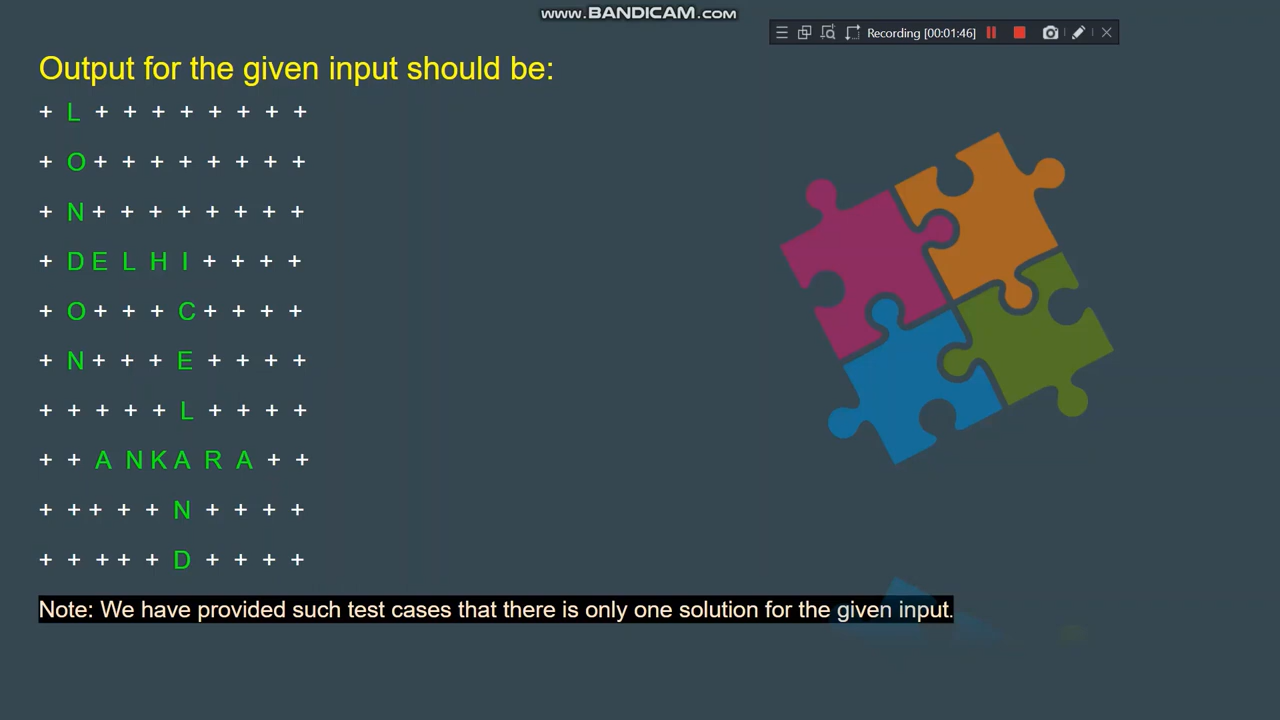 www.BANDICAM.com
Recording [00:01:46]
Output for the given input should be:
+ L + + + + + + + +
+ O + + + + + + + +
+ N + + + + + + + +
+ D E L H I + + + +
+ O + + + C + + + +
+ N + + + E + + + +
+ + + + + L + + + +
+ + A N K A R A + +
+ + + + + N + + + +
+ + + + + D + + + +
Note: We have provided such test cases that there is only one solution for the given input.